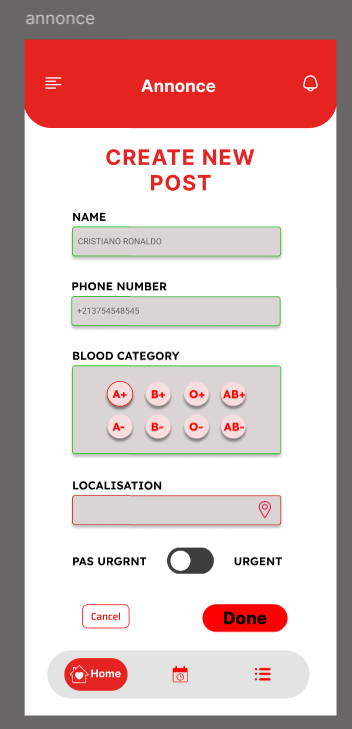 annonce
Annonce
CREATE NEW
POST
NAME
CRISTIANO RONALDO
PHONE NUMBER
+213754548545
BLOOD CATEGORY
A+ B+ O+ AB+
A- B- O- AB-
LOCALISATION
PAS URGRNT URGENT
Cancel Done
Home